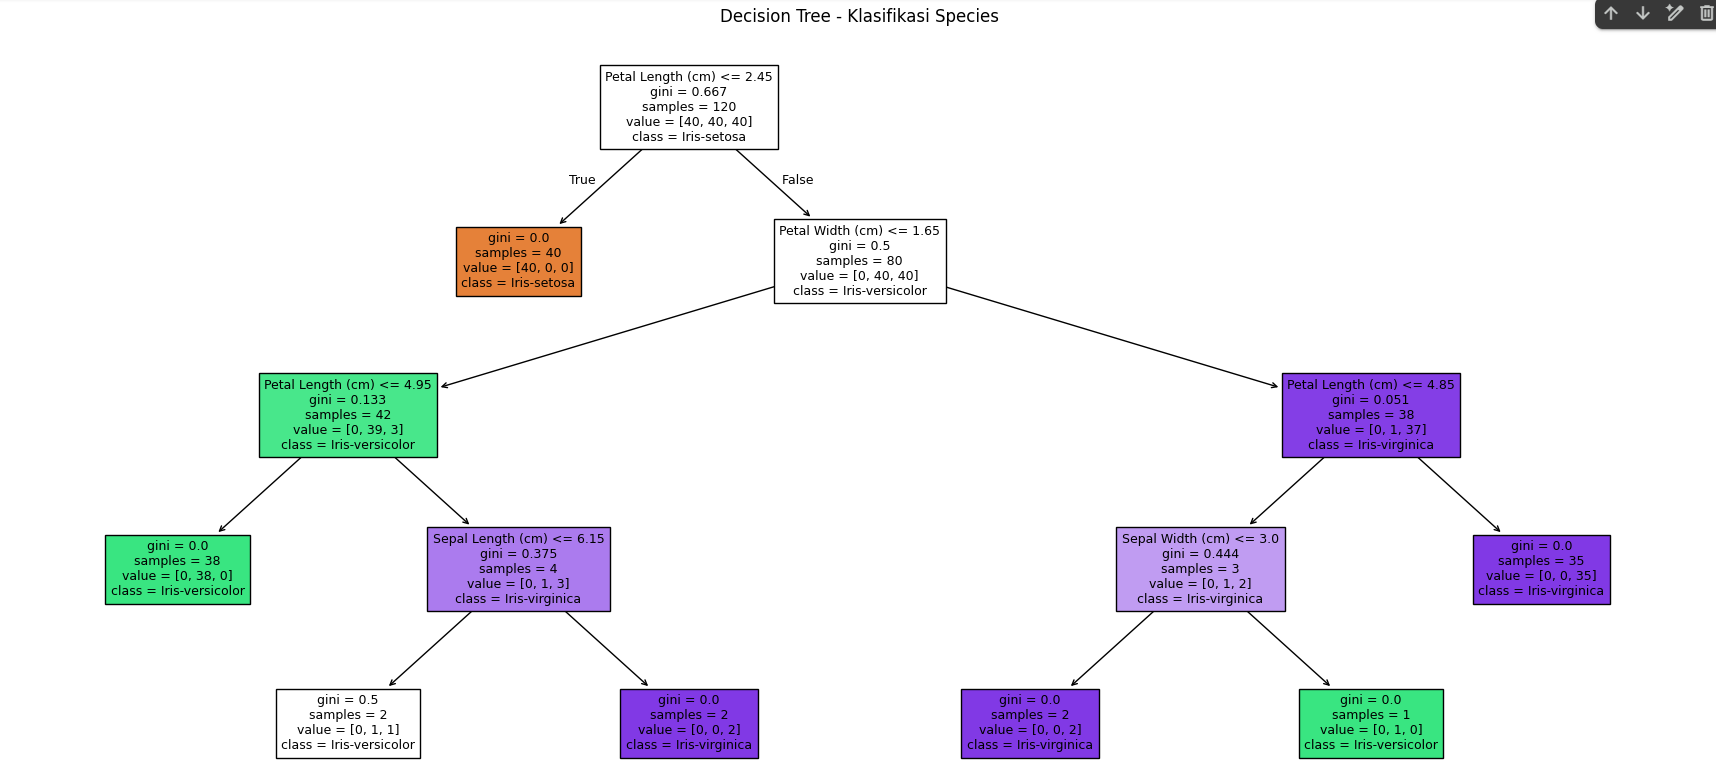 Decision Tree - Klasifikasi Species
Petal Length (cm) <= 2.45
gini = 0.667
samples = 120
value = [40, 40, 40]
class = Iris-setosa
True
False
gini = 0.0
samples = 40
value = [40, 0, 0]
class = Iris-setosa
Petal Width (cm) <= 1.65
gini = 0.5
samples = 80
value = [0, 40, 40]
class = Iris-versicolor
Petal Length (cm) <= 4.95
gini = 0.133
samples = 42
value = [0, 39, 3]
class = Iris-versicolor
Petal Length (cm) <= 4.85
gini = 0.051
samples = 38
value = [0, 1, 37]
class = Iris-virginica
gini = 0.0
samples = 38
value = [0, 38, 0]
class = Iris-versicolor
Sepal Length (cm) <= 6.15
gini = 0.375
samples = 4
value = [0, 1, 3]
class = Iris-virginica
Sepal Width (cm) <= 3.0
gini = 0.444
samples = 3
value = [0, 1, 2]
class = Iris-virginica
gini = 0.0
samples = 35
value = [0, 0, 35]
class = Iris-virginica
gini = 0.5
samples = 2
value = [0, 1, 1]
class = Iris-versicolor
gini = 0.0
samples = 2
value = [0, 0, 2]
class = Iris-virginica
gini = 0.0
samples = 2
value = [0, 0, 2]
class = Iris-virginica
gini = 0.0
samples = 1
value = [0, 1, 0]
class = Iris-versicolor